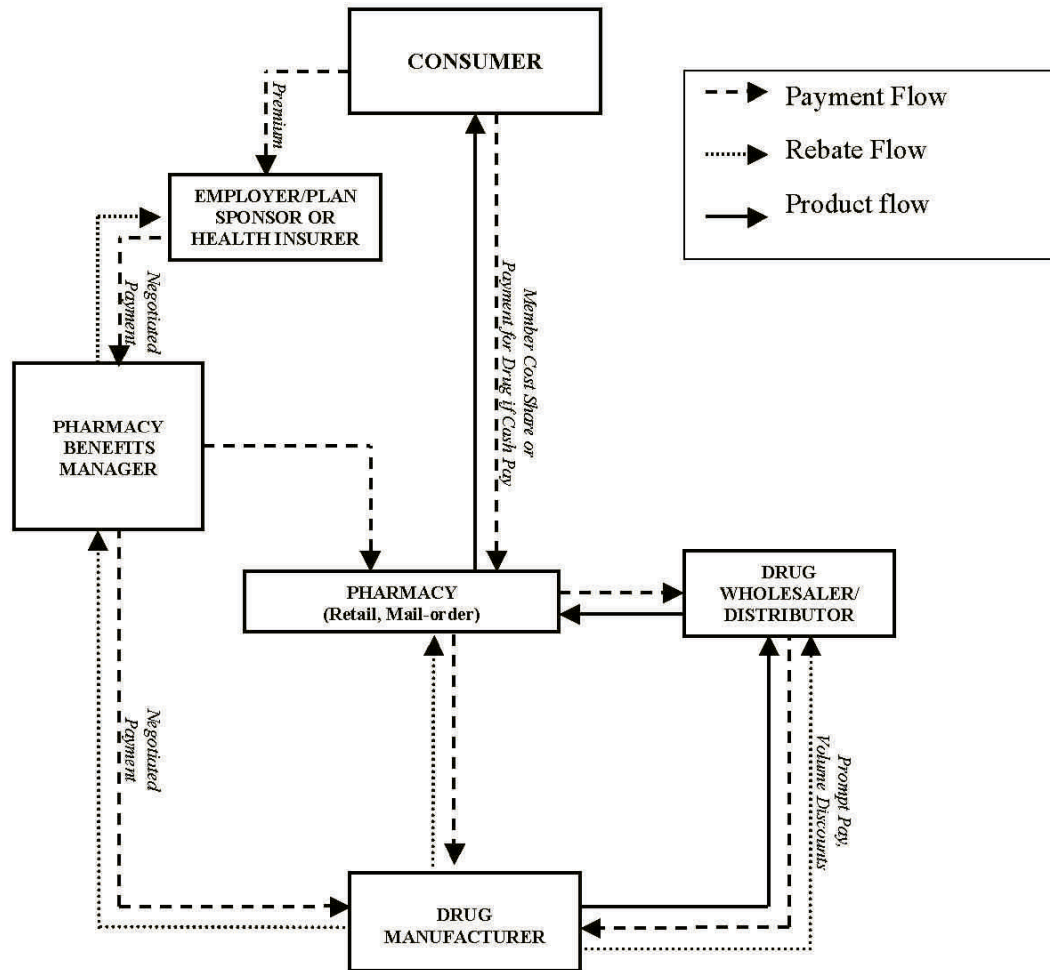 CONSUMER
Payment Flow
Rebate Flow
Product flow
Premium
EMPLOYER/PLAN
SPONSOR OR
HEALTH INSURER
Negotiated
Payment
Member Cost Share or
Payment for Drug if Cash Pay
PHARMACY
BENEFITS
MANAGER
PHARMACY
(Retail, Mail-order)
DRUG
WHOLESALER/
DISTRIBUTOR
Negotiated
Payment
Prompt Pay,
Volume Discounts
DRUG
MANUFACTURER